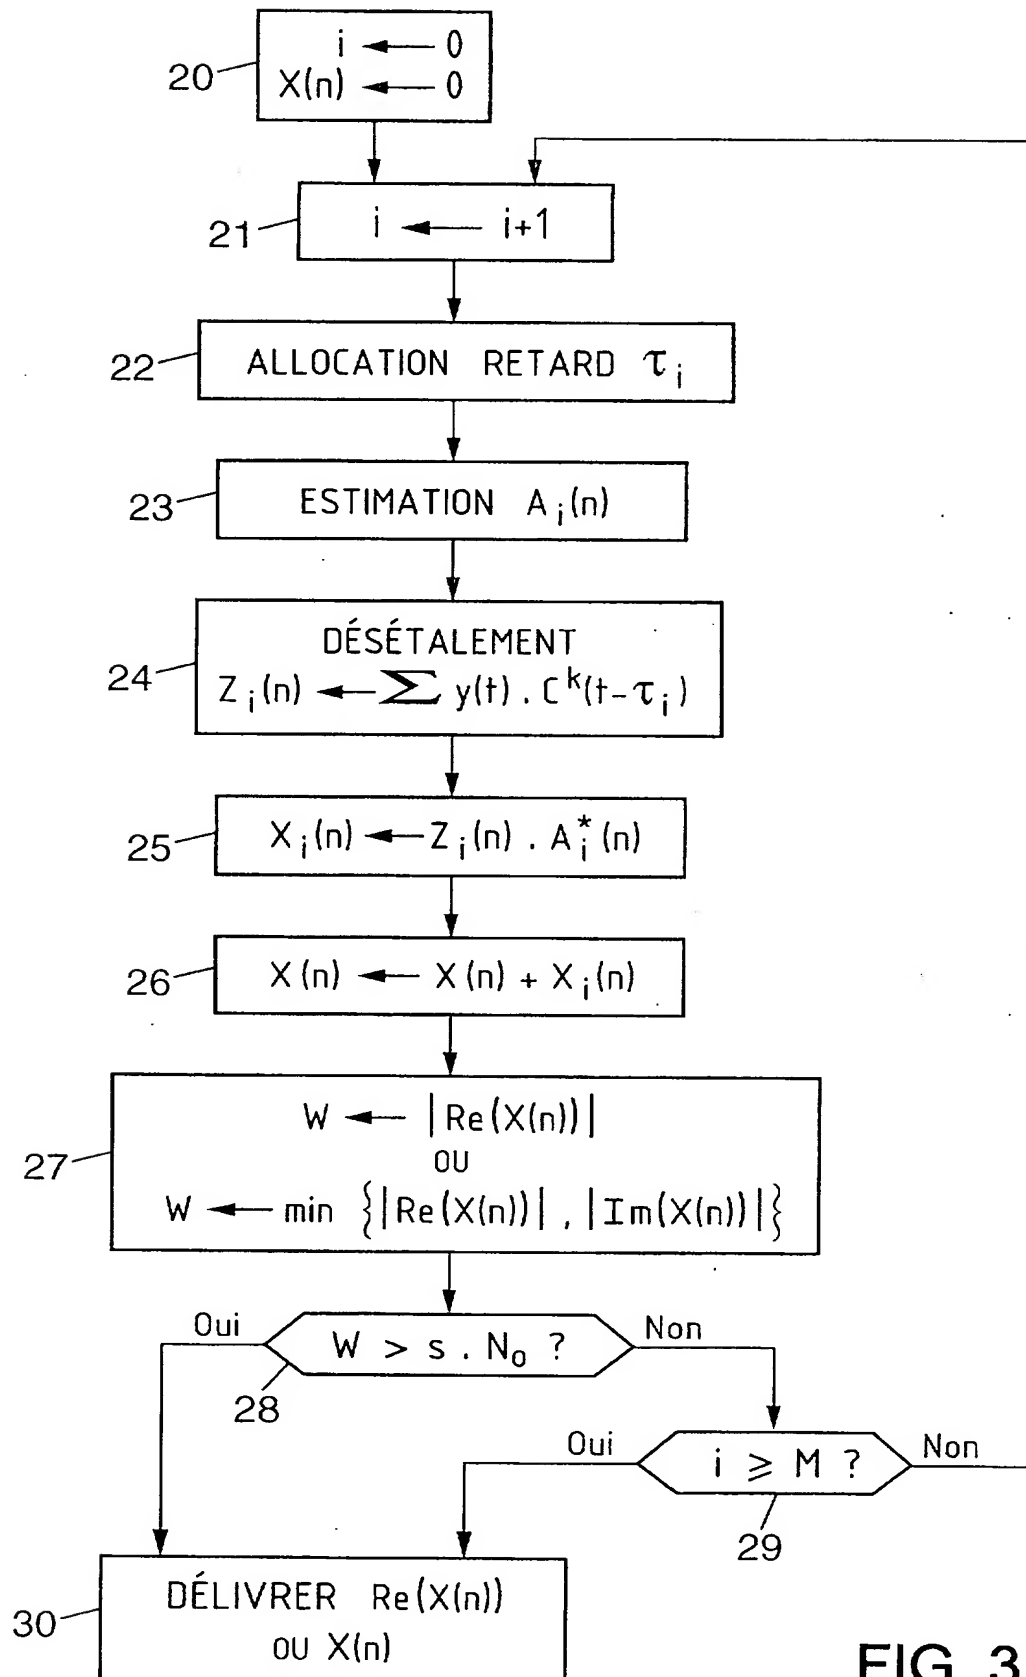 20
i ← 0
X(n) ← 0
21
i ← i+1
22
ALLOCATION RETARD τi
23
ESTIMATION Ai(n)
24
DÉSÉTALEMENT
Zi(n) ← ∑ y(t) . C^k(t-τi)
25
Xi(n) ← Zi(n) . Ai*(n)
26
X(n) ← X(n) + Xi(n)
27
W ← |Re(X(n))|
OU
W ← min {|Re(X(n))| , |Im(X(n))|}
Oui
W > s . N0 ?
Non
28
Oui
i ⩾ M ?
Non
29
30
DÉLIVRER Re(X(n))
OU X(n)
FIG. 3